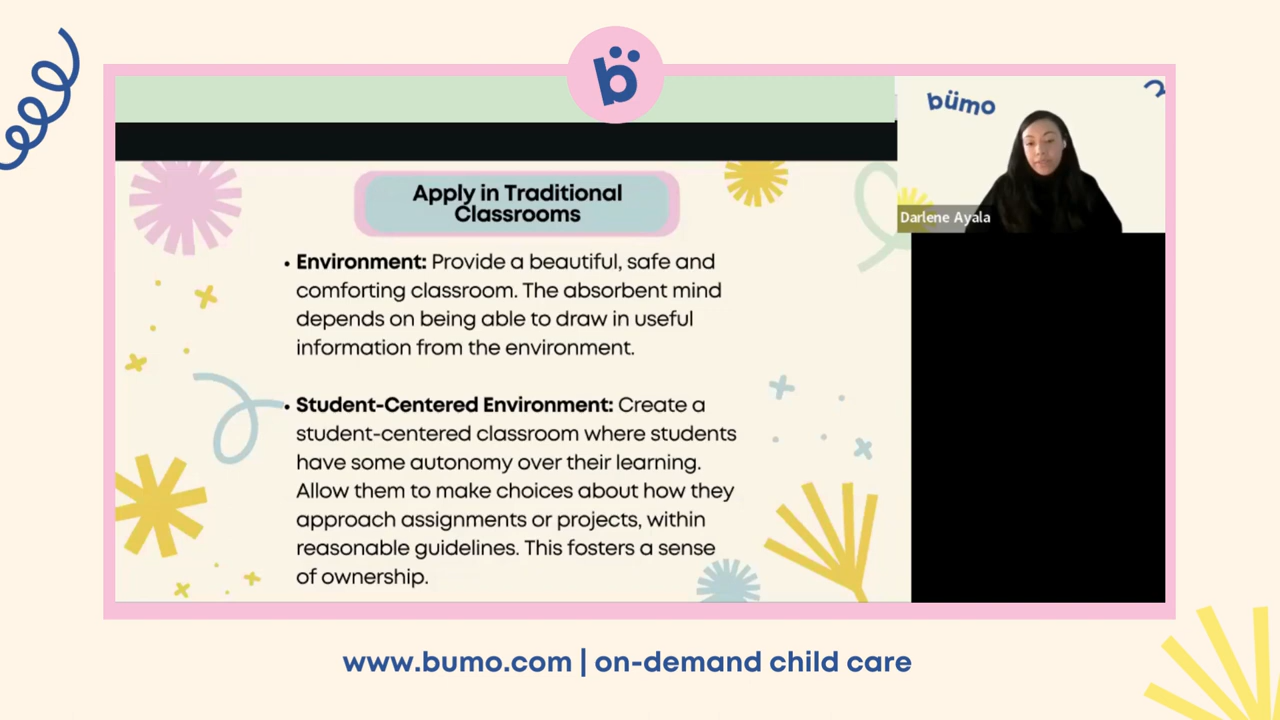 b̈
bümo
Darlene Ayala
Apply in Traditional
Classrooms
• Environment: Provide a beautiful, safe and
comforting classroom. The absorbent mind
depends on being able to draw in useful
information from the environment.
• Student-Centered Environment: Create a
student-centered classroom where students
have some autonomy over their learning.
Allow them to make choices about how they
approach assignments or projects, within
reasonable guidelines. This fosters a sense
of ownership.
www.bumo.com | on-demand child care